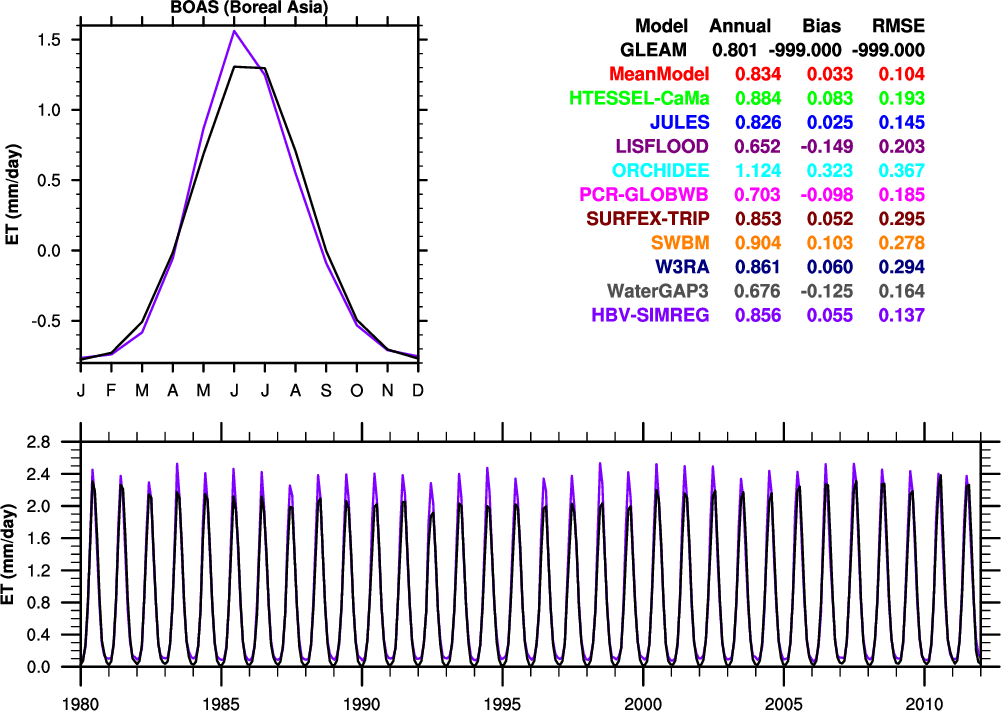 BOAS (Boreal Asia)
ET (mm/day)
1.5
1.0
0.5
0.0
-0.5
J F M A M J J A S O N D
Model Annual Bias RMSE
GLEAM 0.801 -999.000 -999.000
MeanModel 0.834 0.033 0.104
HTESSEL-CaMa 0.884 0.083 0.193
JULES 0.826 0.025 0.145
LISFLOOD 0.652 -0.149 0.203
ORCHIDEE 1.124 0.323 0.367
PCR-GLOBWB 0.703 -0.098 0.185
SURFEX-TRIP 0.853 0.052 0.295
SWBM 0.904 0.103 0.278
W3RA 0.861 0.060 0.294
WaterGAP3 0.676 -0.125 0.164
HBV-SIMREG 0.856 0.055 0.137
ET (mm/day)
2.8
2.4
2.0
1.6
1.2
0.8
0.4
0.0
1980 1985 1990 1995 2000 2005 2010